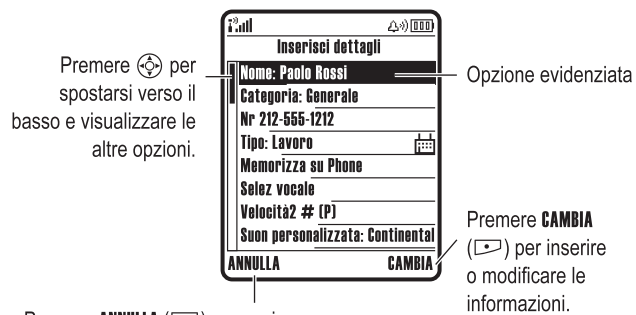 Inserisci dettagli
Premere per
spostarsi verso il
basso e visualizzare le
altre opzioni.
Nome: Paolo Rossi
Categoria: Generale
Nr 212-555-1212
Tipo: Lavoro
Memorizza su Phone
Selez vocale
Velocità2 # (P)
Suon personalizzata: Continental
ANNULLA CAMBIA
Opzione evidenziata
Premere CAMBIA
() per inserire
o modificare le
informazioni.
ANNULLA